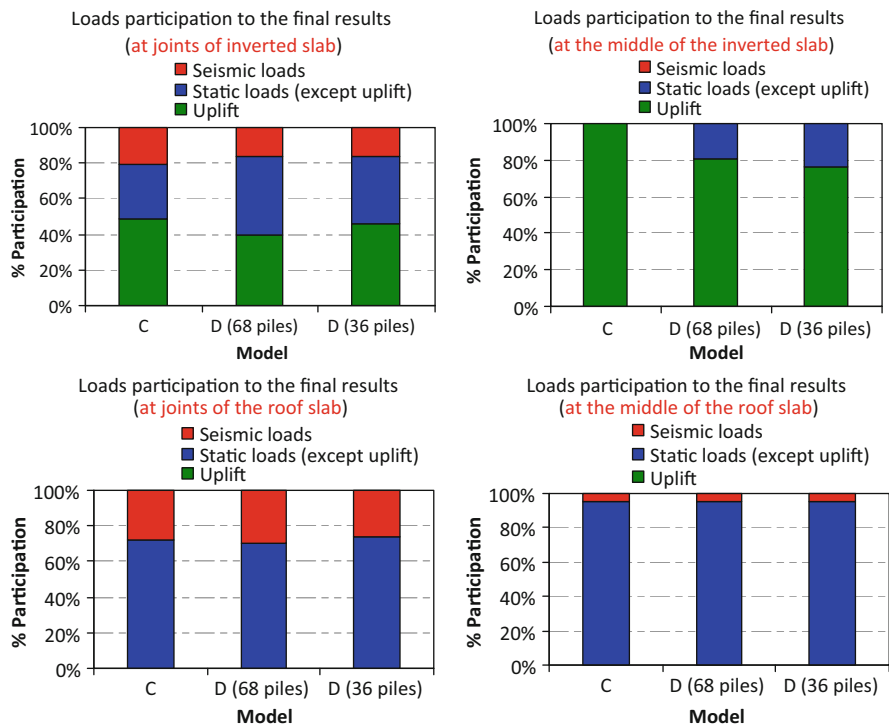 Loads participation to the final results
(at joints of inverted slab)
Seismic loads
Static loads (except uplift)
Uplift
100%
80%
60%
40%
20%
0%
% Participation
C
D (68 piles)
D (36 piles)
Model
Loads participation to the final results
(at the middle of the inverted slab)
Seismic loads
Static loads (except uplift)
Uplift
100%
80%
60%
40%
20%
0%
% Participation
C
D (68 piles)
D (36 piles)
Model
Loads participation to the final results
(at joints of the roof slab)
Seismic loads
Static loads (except uplift)
Uplift
100%
80%
60%
40%
20%
0%
% Participation
C
D (68 piles)
D (36 piles)
Model
Loads participation to the final results
(at the middle of the roof slab)
Seismic loads
Static loads (except uplift)
Uplift
100%
80%
60%
40%
20%
0%
% Participation
C
D (68 piles)
D (36 piles)
Model